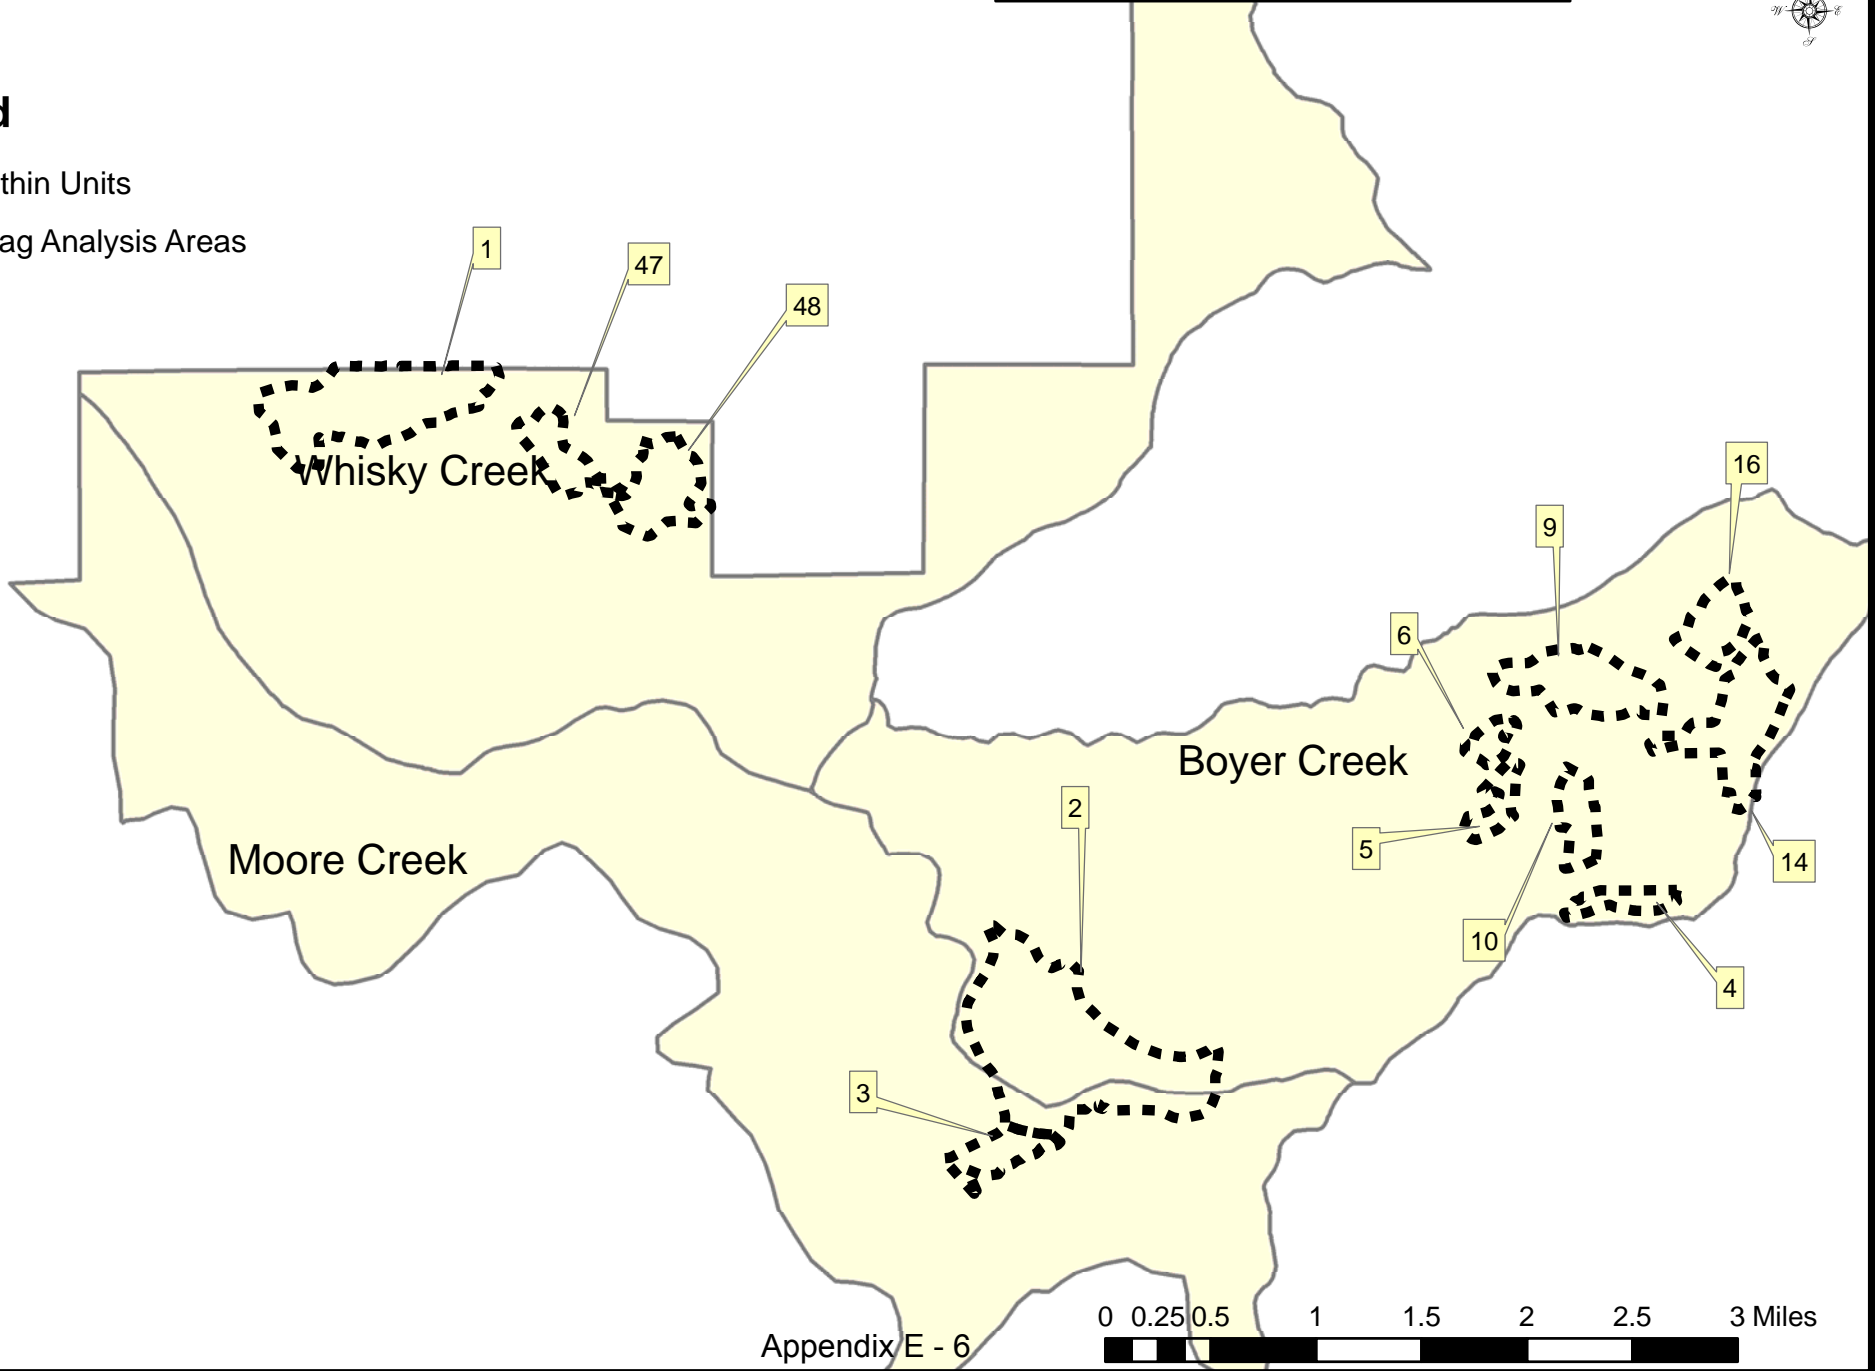 W E
S
d
thin Units
ag Analysis Areas
1
47
48
16
9
6
Whisky Creek
Boyer Creek
2
5
14
Moore Creek
10
4
3
0 0.25 0.5 1 1.5 2 2.5 3 Miles
Appendix E - 6